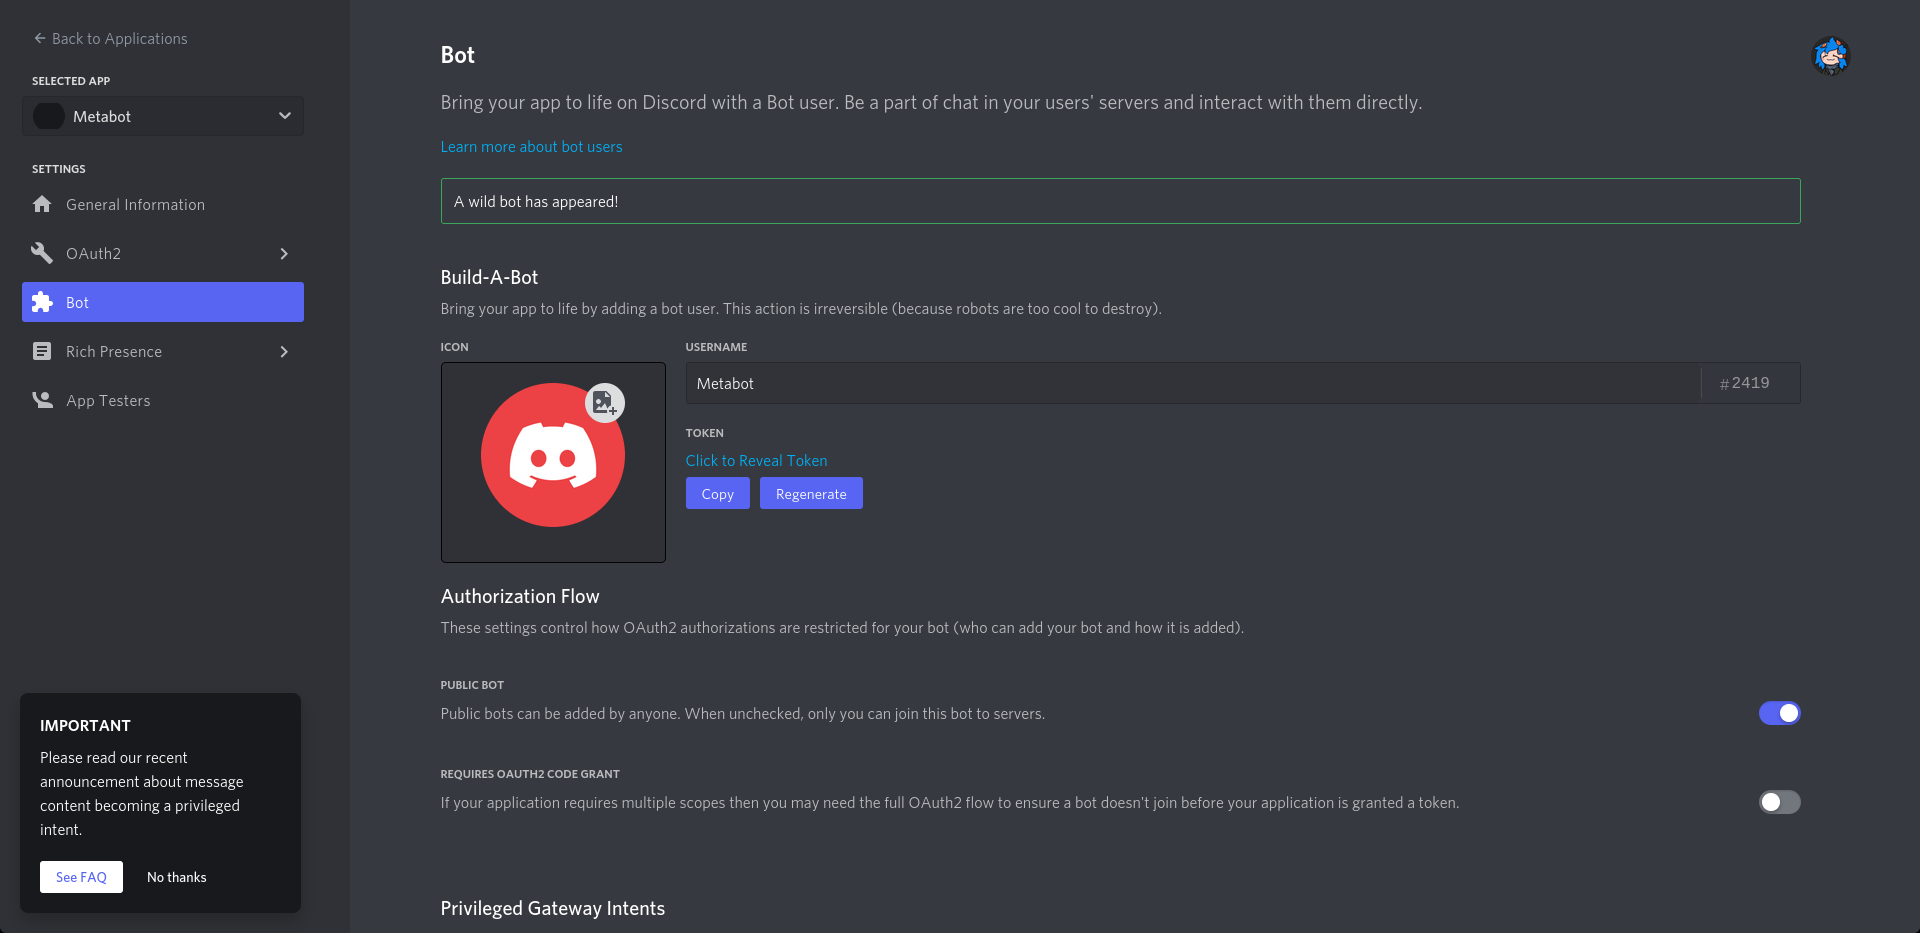 Back to Applications
SELECTED APP
Metabot
SETTINGS
General Information
OAuth2
Bot
Rich Presence
App Testers
IMPORTANT
Please read our recent
announcement about message
content becoming a privileged
intent.
See FAQ
No thanks
Bot
Bring your app to life on Discord with a Bot user. Be a part of chat in your users' servers and interact with them directly.
Learn more about bot users
A wild bot has appeared!
Build-A-Bot
Bring your app to life by adding a bot user. This action is irreversible (because robots are too cool to destroy).
ICON
USERNAME
Metabot
#2419
TOKEN
Click to Reveal Token
Copy
Regenerate
Authorization Flow
These settings control how OAuth2 authorizations are restricted for your bot (who can add your bot and how it is added).
PUBLIC BOT
Public bots can be added by anyone. When unchecked, only you can join this bot to servers.
REQUIRES OAUTH2 CODE GRANT
If your application requires multiple scopes then you may need the full OAuth2 flow to ensure a bot doesn't join before your application is granted a token.
Privileged Gateway Intents